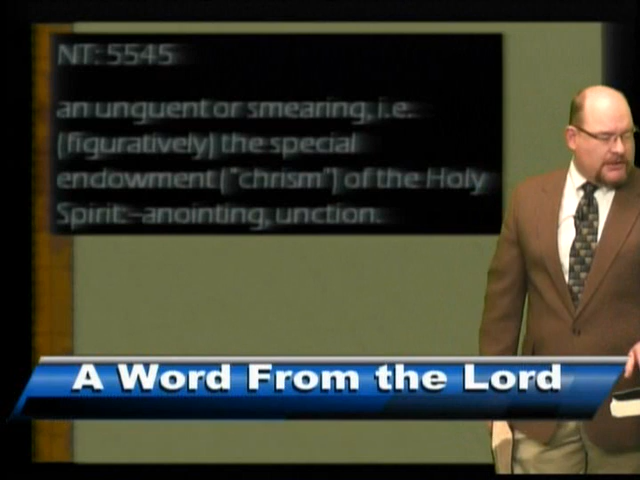 NT: 5545
an unguent or smearing, i.e.
(figuratively) the special
endowment ("chrism") of the Holy
Spirit:-anointing, unction.
A Word From the Lord